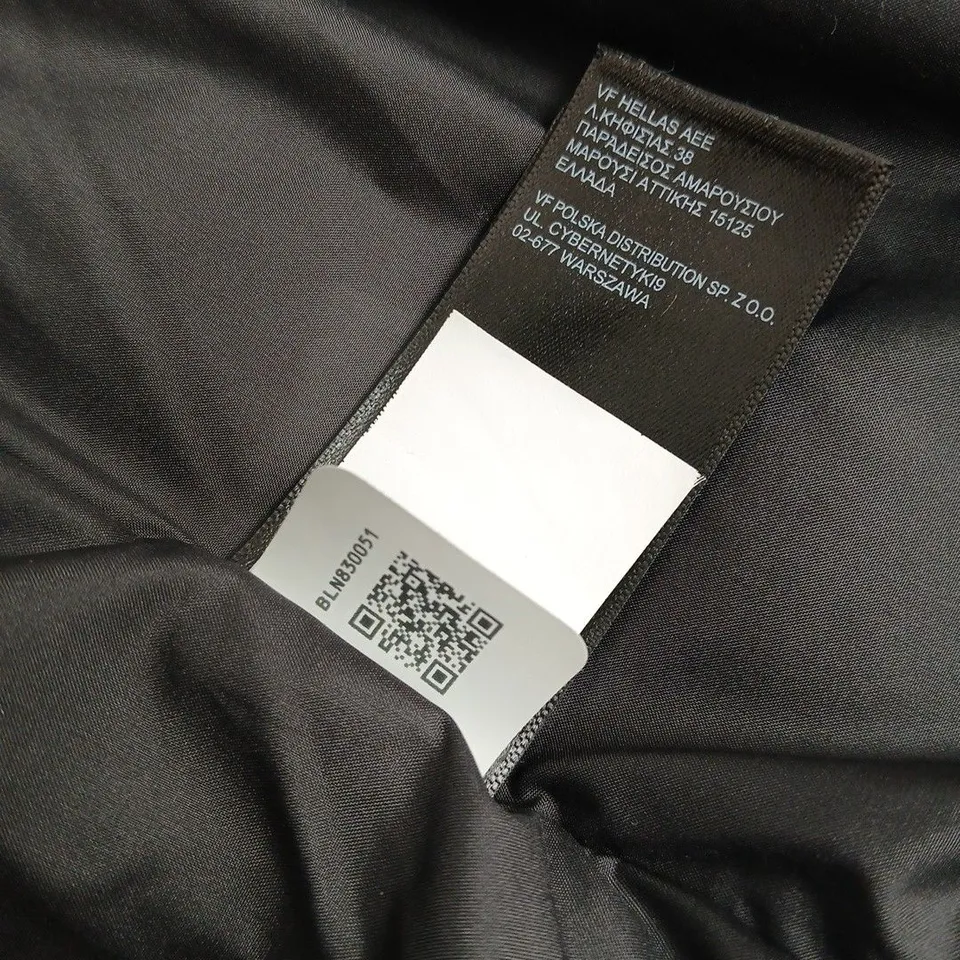 VF HELLAS AEE
Λ.ΚΗΦΙΣΙΑΣ 38
ΠΑΡΑΔΕΙΣΟΣ ΑΜΑΡΟΥΣΙΟΥ
ΜΑΡΟΥΣΙ ΑΤΤΙΚΗΣ 15125
ΕΛΛΑΔΑ
VF POLSKA DISTRIBUTION SP. Z O.O.
UL. CYBERNETYKI9
02-677 WARSZAWA
BLN830051